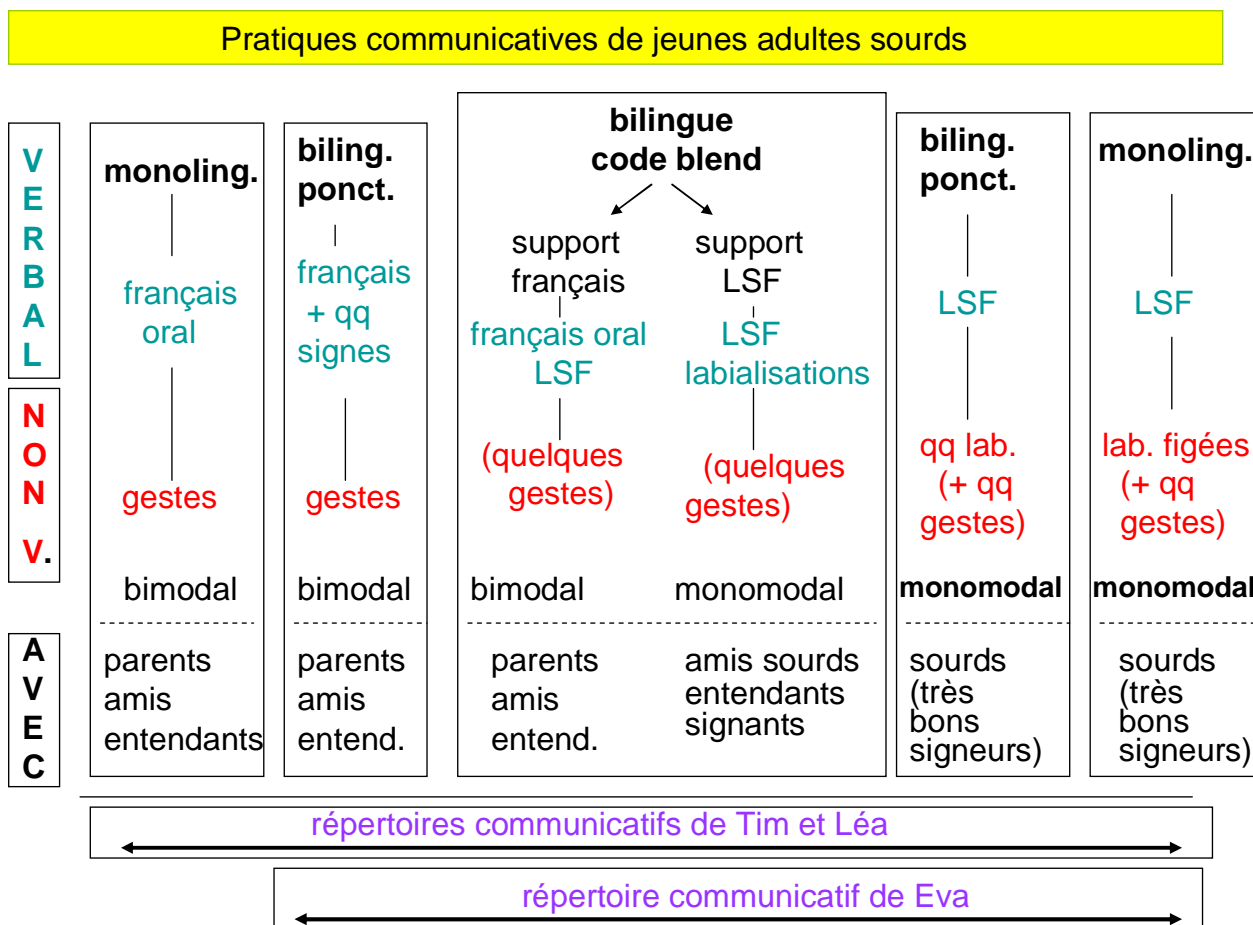 Pratiques communicatives de jeunes adultes sourds
VERBAL
NON V.
AVEC
monoling.
français
oral
gestes
bimodal
parents
amis
entendants
biling.
ponct.
français
+ qq
signes
gestes
bimodal
parents
amis
entend.
bilingue
code blend
support
français
français oral
LSF
(quelques
gestes)
bimodal
parents
amis
entend.
support
LSF
LSF
labialisations
(quelques
gestes)
monomodal
amis sourds
entendants
signants
biling.
ponct.
LSF
qq lab.
(+ qq
gestes)
monomodal
sourds
(très
bons
signeurs)
monoling.
LSF
lab. figées
(+ qq
gestes)
monomodal
sourds
(très
bons
signeurs)
répertoires communicatifs de Tim et Léa
répertoire communicatif de Eva